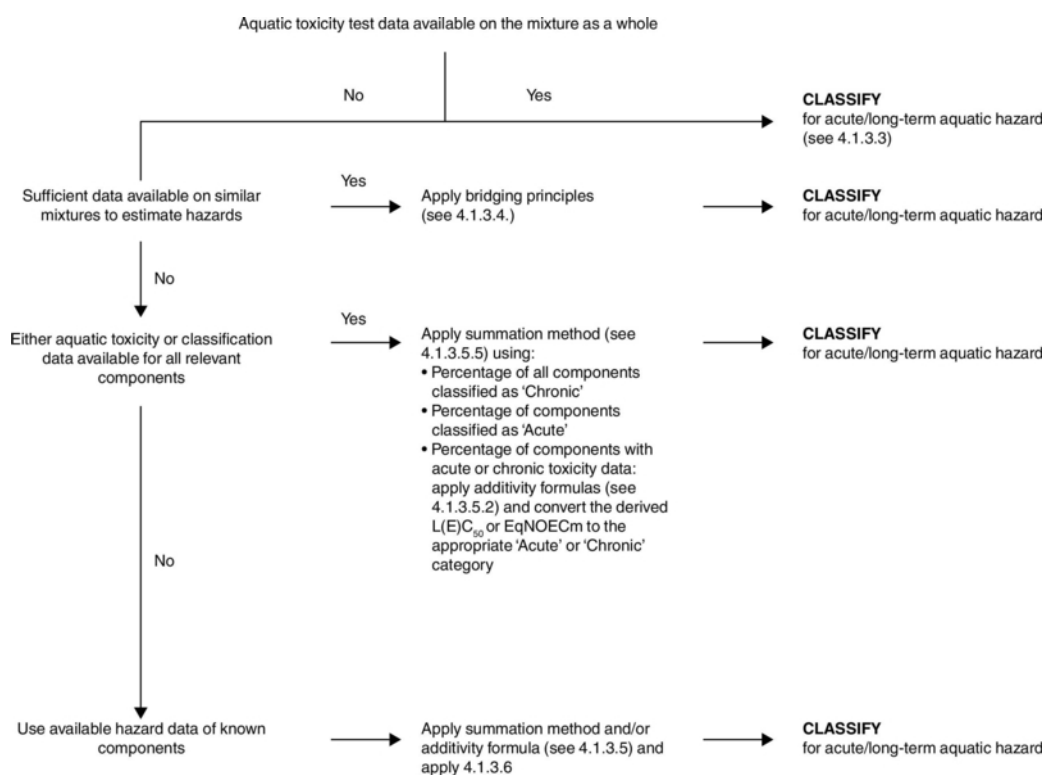 Aquatic toxicity test data available on the mixture as a whole
No
Yes
CLASSIFY
for acute/long-term aquatic hazard
(see 4.1.3.3)
Sufficient data available on similar
mixtures to estimate hazards
Yes
Apply bridging principles
(see 4.1.3.4.)
CLASSIFY
for acute/long-term aquatic hazard
No
Either aquatic toxicity or classification
data available for all relevant
components
Yes
Apply summation method (see
4.1.3.5.5) using:
• Percentage of all components
classified as ‘Chronic’
• Percentage of components
classified as ‘Acute’
• Percentage of components with
acute or chronic toxicity data:
apply additivity formulas (see
4.1.3.5.2) and convert the derived
L(E)C50 or EqNOECm to the
appropriate ‘Acute’ or ‘Chronic’
category
CLASSIFY
for acute/long-term aquatic hazard
No
Use available hazard data of known
components
Apply summation method and/or
additivity formula (see 4.1.3.5) and
apply 4.1.3.6
CLASSIFY
for acute/long-term aquatic hazard